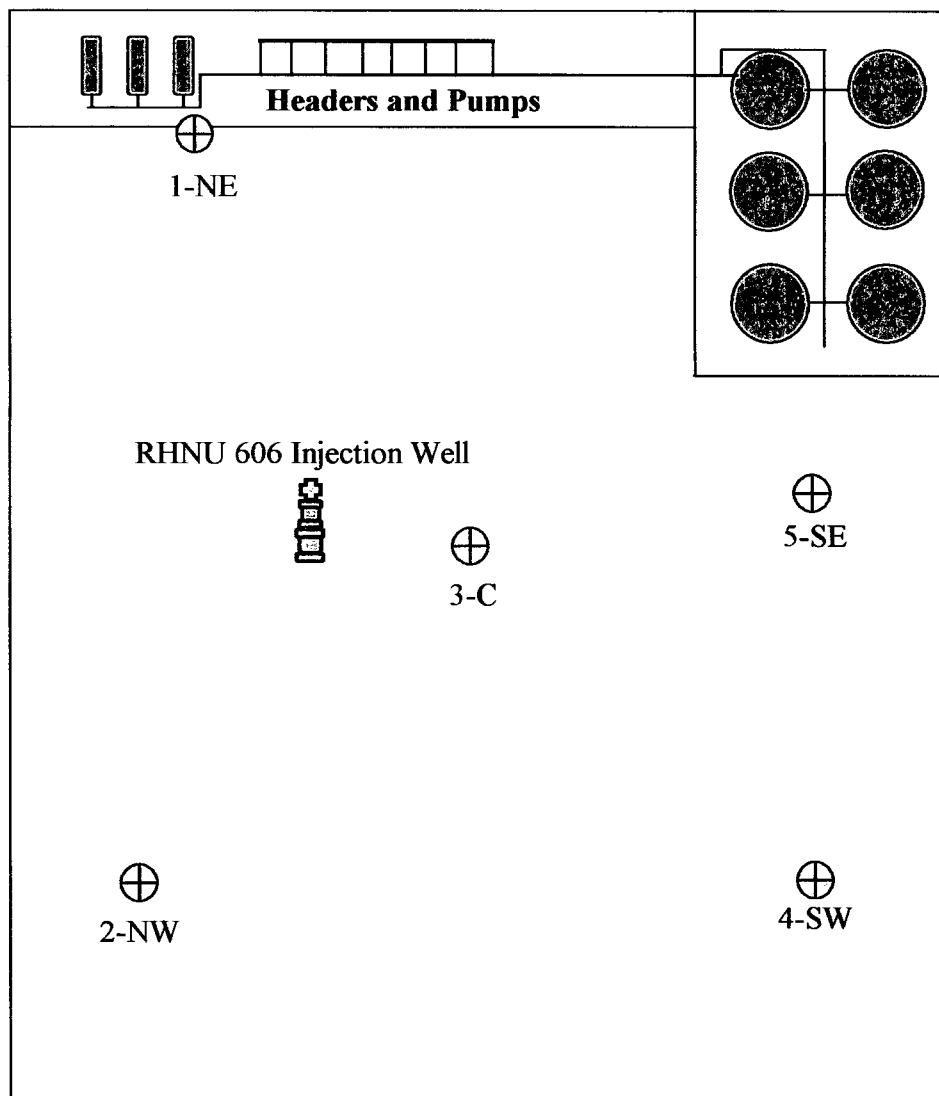 Headers and Pumps
1-NE
RHNU 606 Injection Well
5-SE
3-C
2-NW
4-SW